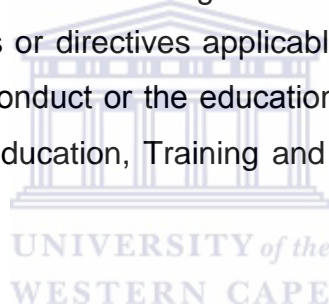 s or directives applicabl
onduct or the education
ducation, Training and
UNIVERSITY of the
WESTERN CAPE